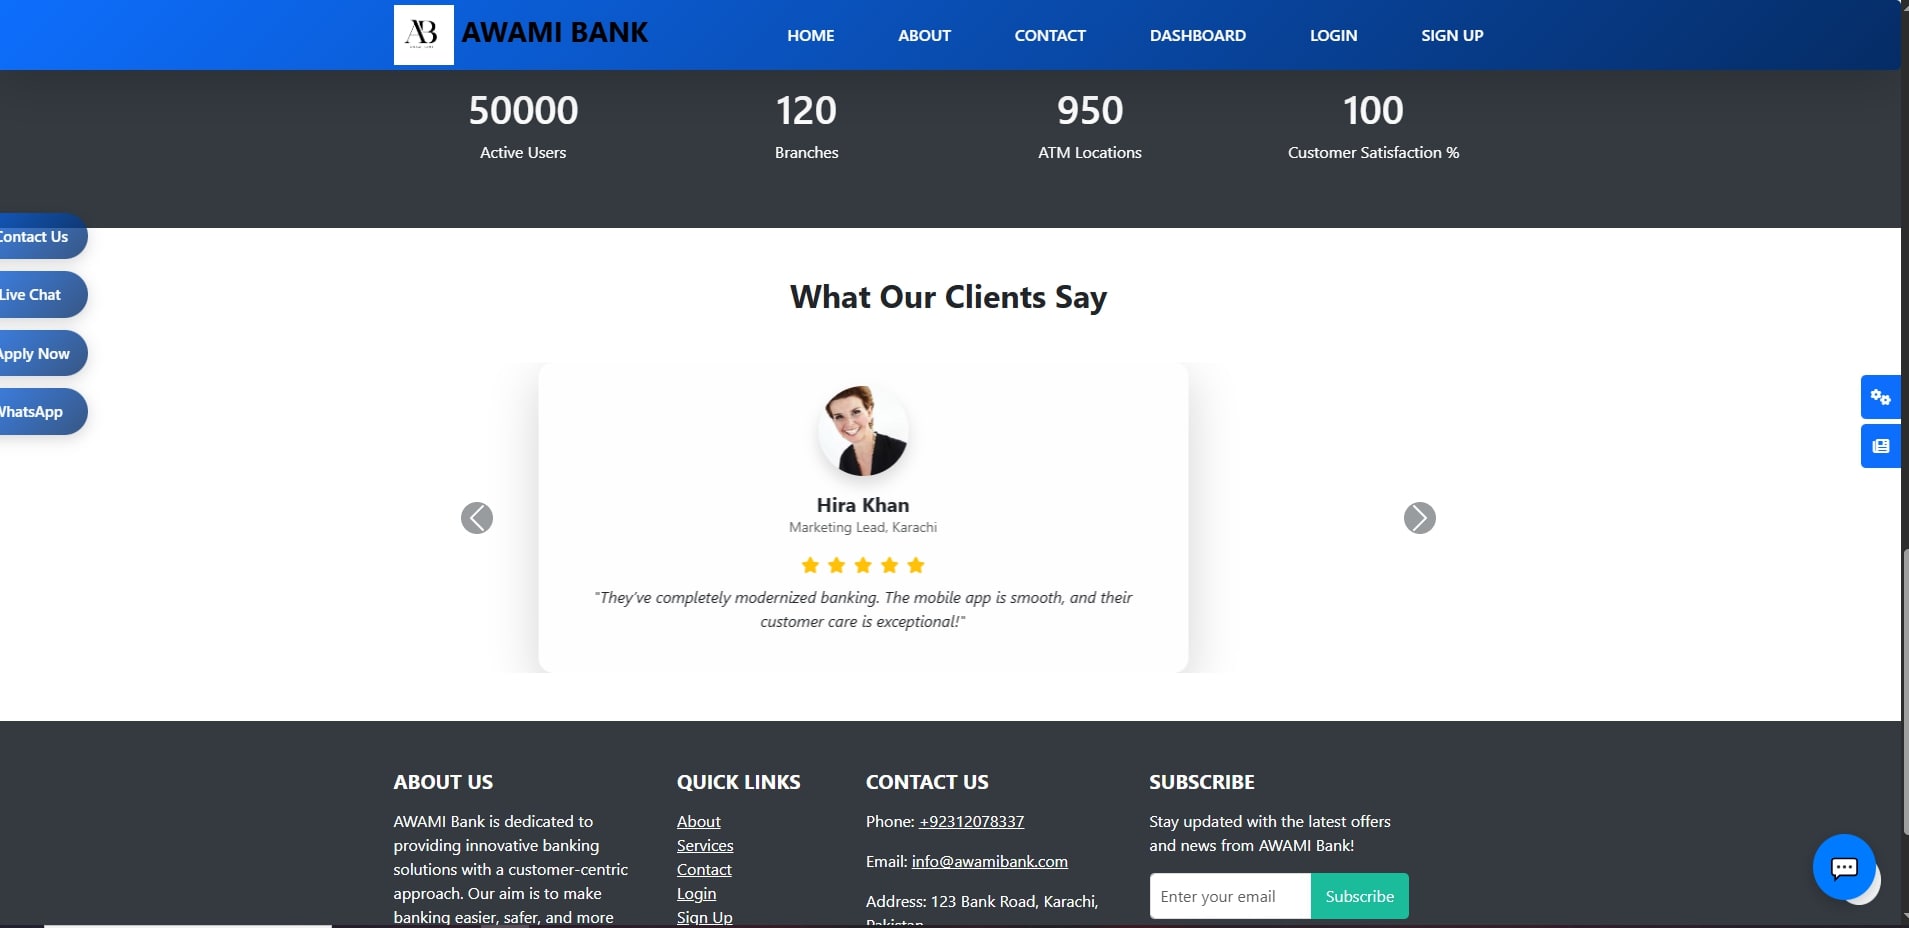 AB
AWAMI BANK
HOME
ABOUT
CONTACT
DASHBOARD
LOGIN
SIGN UP
50000
120
950
100
Active Users
Branches
ATM Locations
Customer Satisfaction %
Contact Us
Live Chat
Apply Now
WhatsApp
What Our Clients Say
Hira Khan
Marketing Lead, Karachi
"They've completely modernized banking. The mobile app is smooth, and their
customer care is exceptional!"
ABOUT US
AWAMI Bank is dedicated to
providing innovative banking
solutions with a customer-centric
approach. Our aim is to make
banking easier, safer, and more
QUICK LINKS
About
Services
Contact
Login
Sign Up
CONTACT US
Phone: +92312078337
Email: info@awamibank.com
Address: 123 Bank Road, Karachi,
Pakistan
SUBSCRIBE
Stay updated with the latest offers
and news from AWAMI Bank!
Enter your email
Subscribe